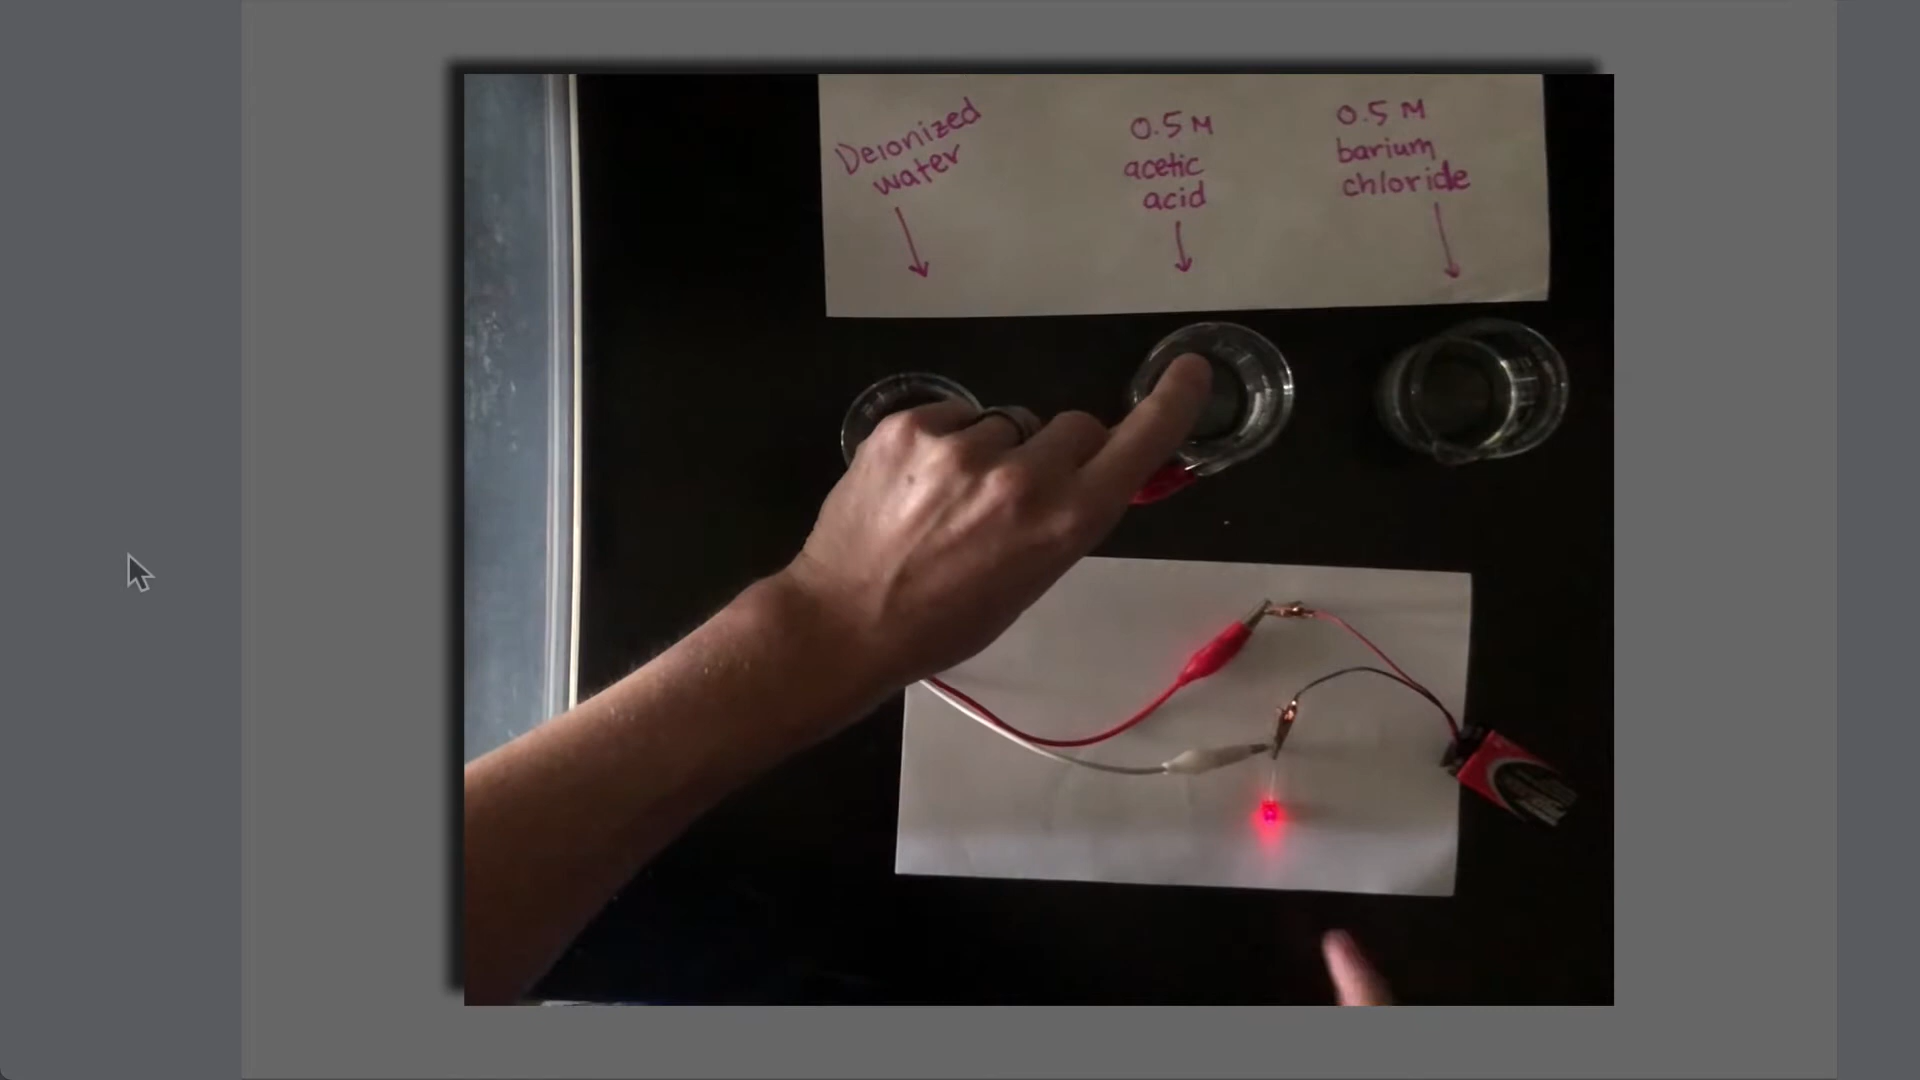 Deionized
water
0.5 M
acetic
acid
0.5 M
barium
chloride